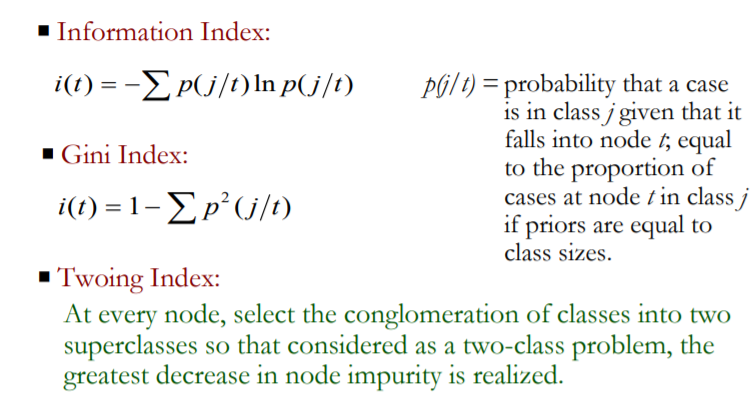 ▪ Information Index:
i(t) = −∑ p(j/t) ln p(j/t)
p(j/t) = probability that a case
is in class j given that it
falls into node t; equal
to the proportion of
cases at node t in class j
if priors are equal to
class sizes.
▪ Gini Index:
i(t) = 1 − ∑ p²(j/t)
▪ Twoing Index:
At every node, select the conglomeration of classes into two
superclasses so that considered as a two-class problem, the
greatest decrease in node impurity is realized.